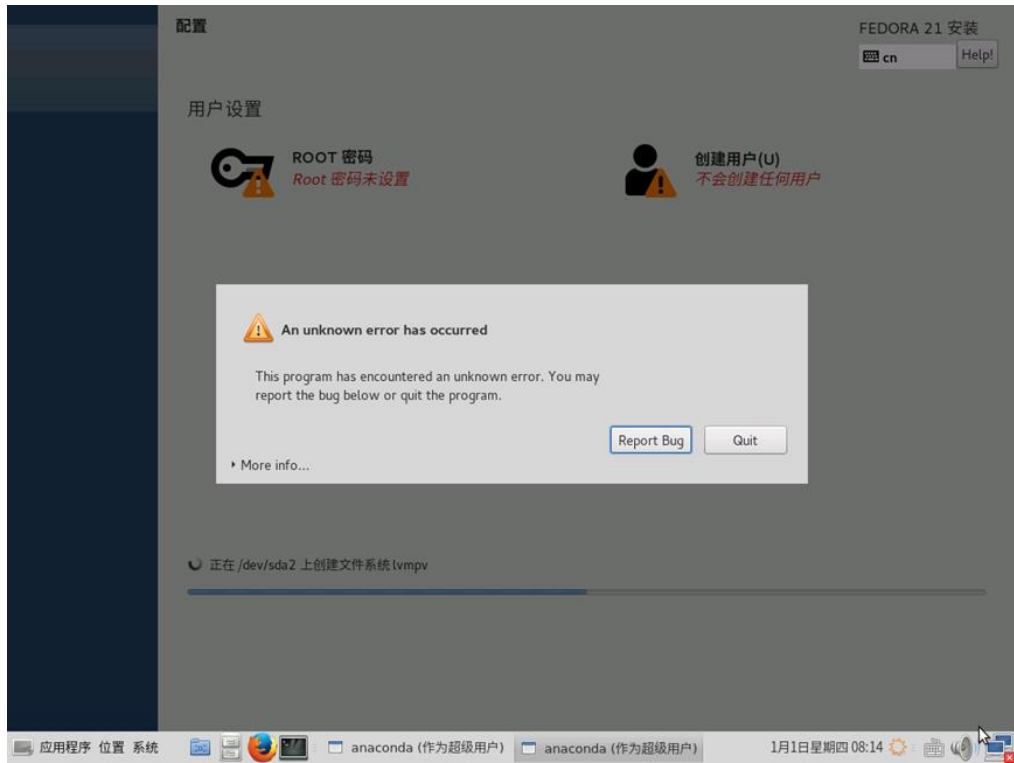 配置
FEDORA 21 安装
cn
Help!
用户设置
ROOT 密码
Root 密码未设置
创建用户(U)
不会创建任何用户
An unknown error has occurred
This program has encountered an unknown error. You may
report the bug below or quit the program.
Report Bug
Quit
More info...
正在 /dev/sda2 上创建文件系统 lvmpv
应用程序 位置 系统
anaconda (作为超级用户)
anaconda (作为超级用户)
1月1日星期四 08:14